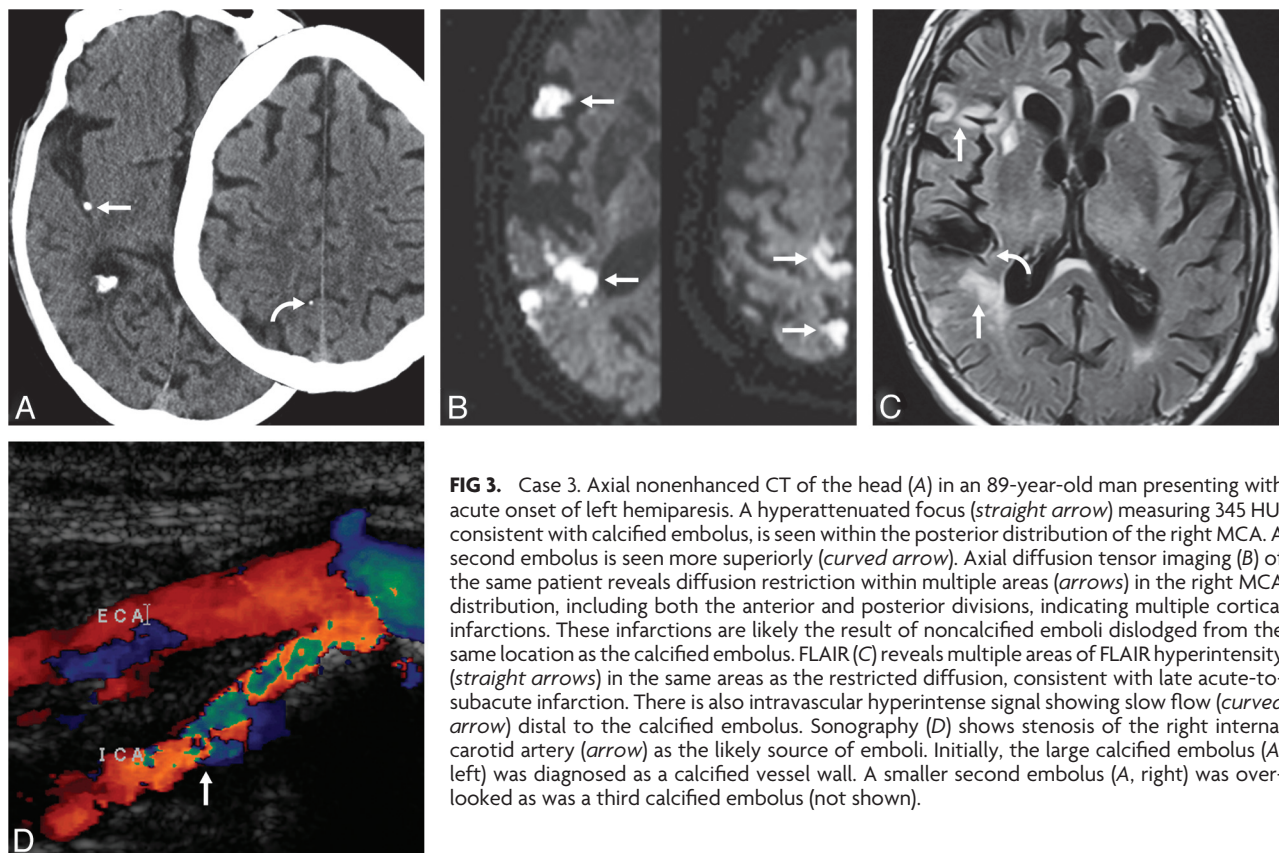 A
B
C
ECA
ICA
D
FIG 3. Case 3. Axial nonenhanced CT of the head (A) in an 89-year-old man presenting with
acute onset of left hemiparesis. A hyperattenuated focus (straight arrow) measuring 345 HU
consistent with calcified embolus, is seen within the posterior distribution of the right MCA. A
second embolus is seen more superiorly (curved arrow). Axial diffusion tensor imaging (B) of
the same patient reveals diffusion restriction within multiple areas (arrows) in the right MCA
distribution, including both the anterior and posterior divisions, indicating multiple cortica
infarctions. These infarctions are likely the result of noncalcified emboli dislodged from the
same location as the calcified embolus. FLAIR (C) reveals multiple areas of FLAIR hyperintensity
(straight arrows) in the same areas as the restricted diffusion, consistent with late acute-to-
subacute infarction. There is also intravascular hyperintense signal showing slow flow (curved
arrow) distal to the calcified embolus. Sonography (D) shows stenosis of the right interna
carotid artery (arrow) as the likely source of emboli. Initially, the large calcified embolus (A
left) was diagnosed as a calcified vessel wall. A smaller second embolus (A, right) was over-
looked as was a third calcified embolus (not shown).